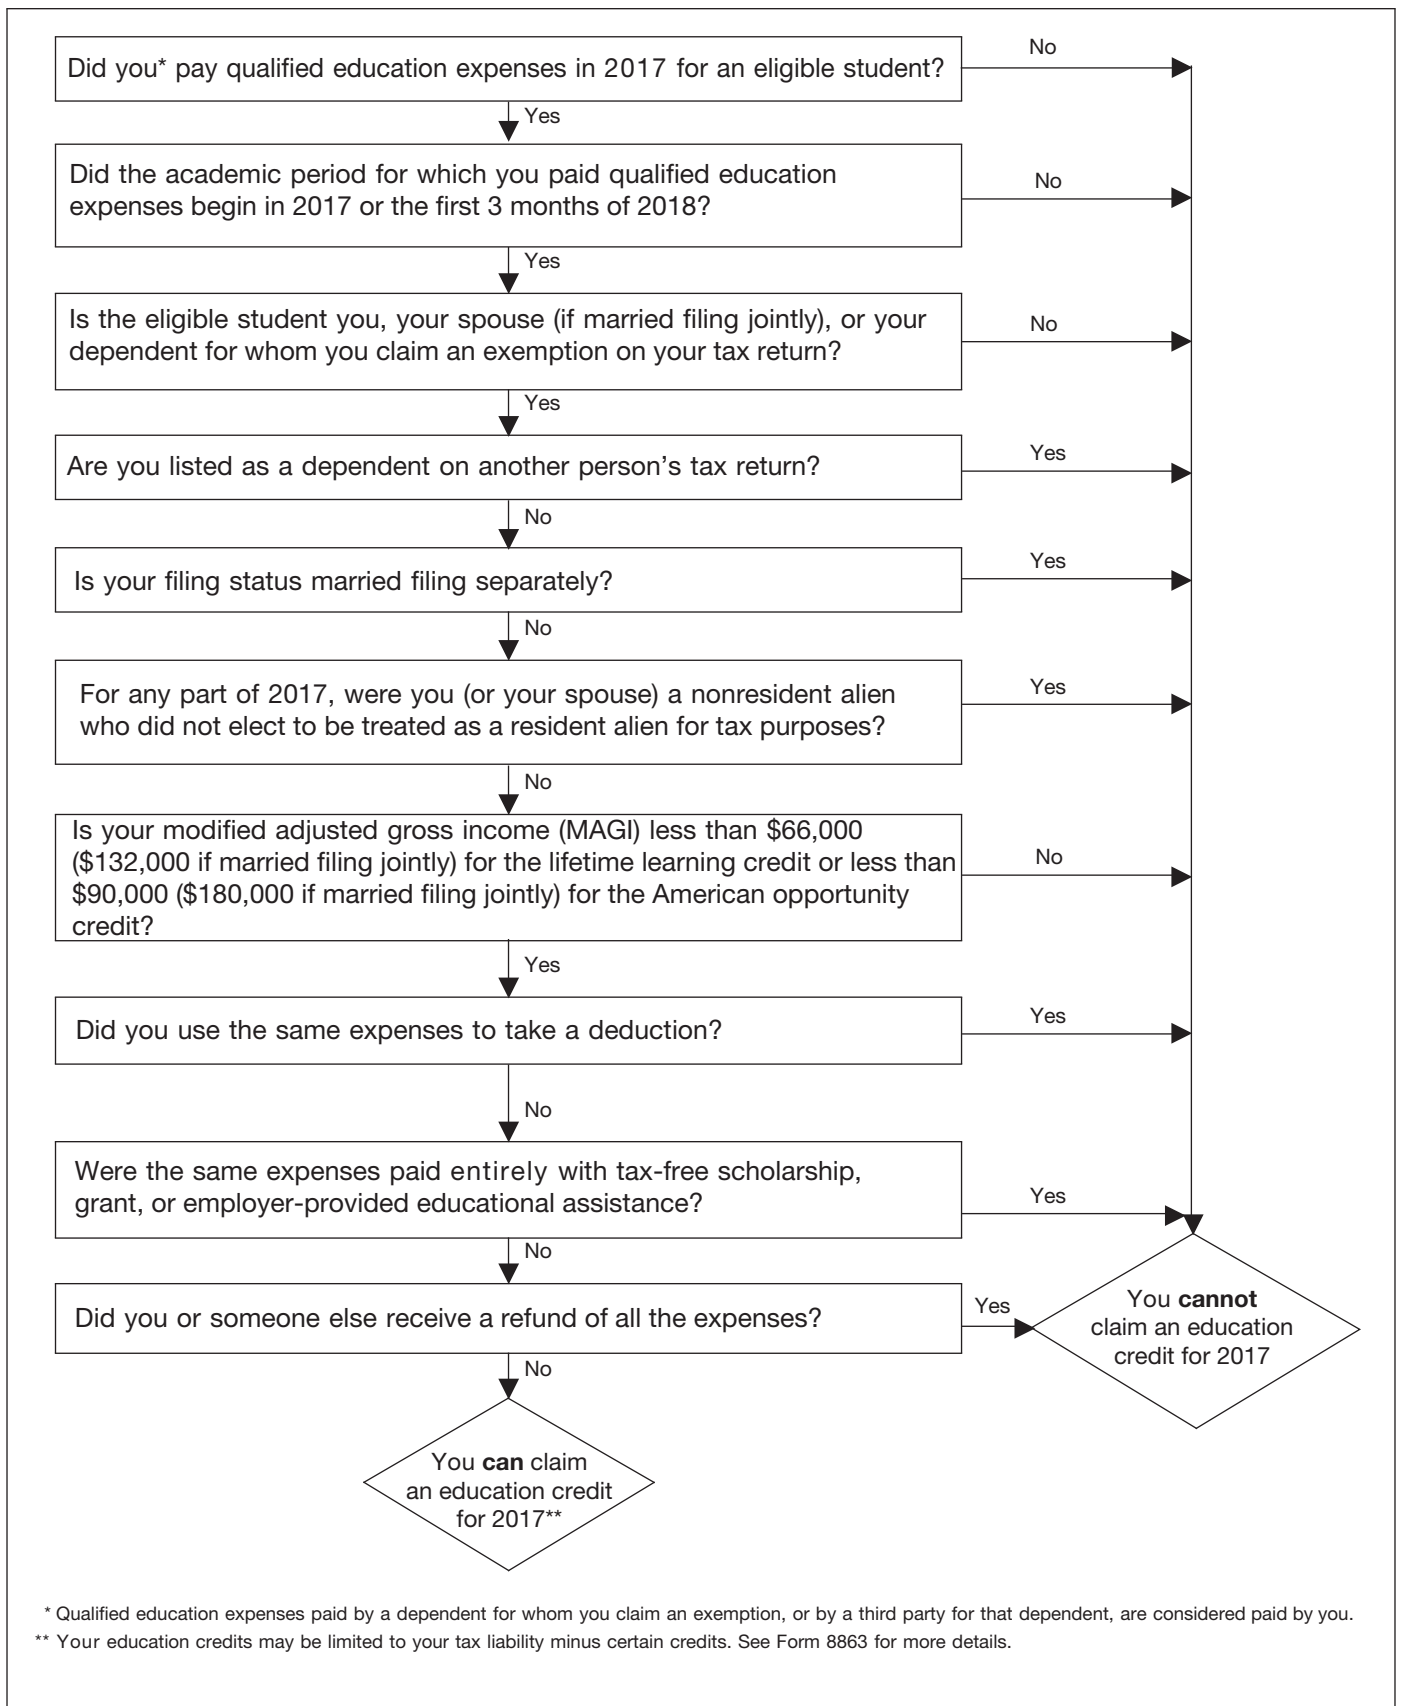 Did you* pay qualified education expenses in 2017 for an eligible student?
No
Yes
Did the academic period for which you paid qualified education
expenses begin in 2017 or the first 3 months of 2018?
No
Yes
Is the eligible student you, your spouse (if married filing jointly), or your
dependent for whom you claim an exemption on your tax return?
No
Yes
Are you listed as a dependent on another person’s tax return?
Yes
No
Is your filing status married filing separately?
Yes
No
For any part of 2017, were you (or your spouse) a nonresident alien
who did not elect to be treated as a resident alien for tax purposes?
Yes
No
Is your modified adjusted gross income (MAGI) less than $66,000
($132,000 if married filing jointly) for the lifetime learning credit or less than
$90,000 ($180,000 if married filing jointly) for the American opportunity
credit?
No
Yes
Did you use the same expenses to take a deduction?
Yes
No
Were the same expenses paid entirely with tax-free scholarship,
grant, or employer-provided educational assistance?
Yes
No
Did you or someone else receive a refund of all the expenses?
Yes
You cannot
claim an education
credit for 2017
No
You can claim
an education credit
for 2017**
* Qualified education expenses paid by a dependent for whom you claim an exemption, or by a third party for that dependent, are considered paid by you.
** Your education credits may be limited to your tax liability minus certain credits. See Form 8863 for more details.